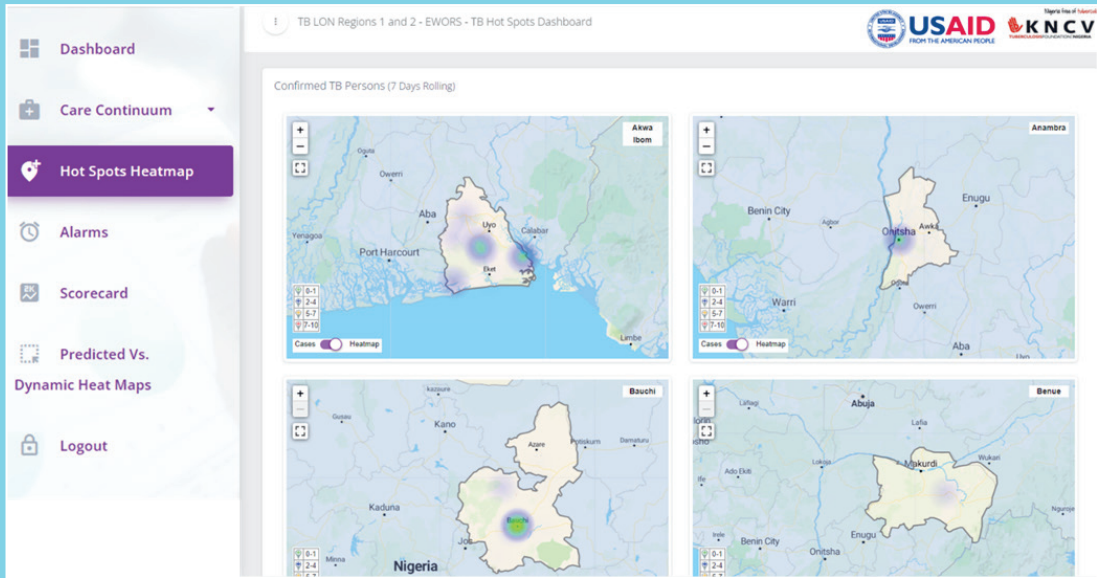 Dashboard
Care Continuum
Hot Spots Heatmap
Alarms
Scorecard
Predicted Vs.
Dynamic Heat Maps
Logout
TB LON Regions 1 and 2 - EWORS - TB Hot Spots Dashboard
USAID
FROM THE AMERICAN PEOPLE
KNCV
Confirmed TB Persons (7 Days Rolling)
Akwa
Ibom
Oguta
Owerri
Aba
Uyo
Yenagoa
Calabar
Port Harcourt
Eket
Limbe
0-1
2-4
5-7
7-10
Cases
Heatmap
Anambra
Enugu
Benin City
Agbor
Onitsha
Awka
Warri
Owerri
Aba
Uyo
0-1
2-4
5-7
7-10
Cases
Heatmap
Bauchi
kazoura
Gusau
Kano
Azare
Potiskum
Damaturu
Kaduna
Bauchi
Jos
Minna
Nigeria
0-1
2-4
Benue
Lafiagi
Abuja
Lafia
Lokoja
Makurdi
Wukari
Ado Ekiti
Ife
Enugu
Benin City
Onitsha
0-1
2-4